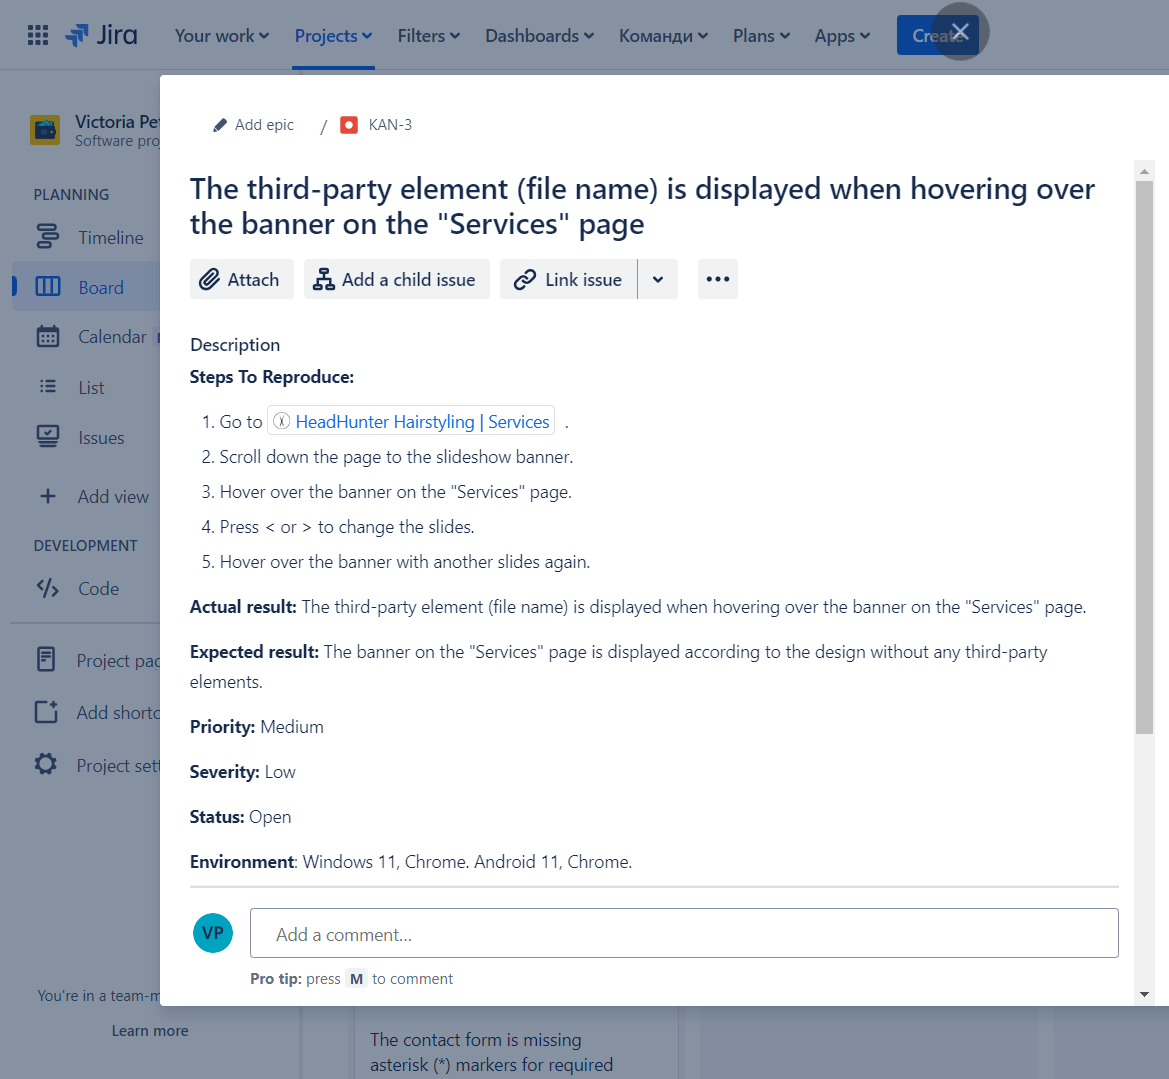 Jira
Your work
Projects
Filters
Dashboards
Команди
Plans
Apps
Create
Victoria Pet
Software proj
PLANNING
Timeline
Board
Calendar
List
Issues
Add view
DEVELOPMENT
Code
Project pag
Add shortc
Project sett
You're in a team-m
Learn more
Add epic / KAN-3
The third-party element (file name) is displayed when hovering over
the banner on the "Services" page
Attach
Add a child issue
Link issue
Description
Steps To Reproduce:
1. Go to HeadHunter Hairstyling | Services .
2. Scroll down the page to the slideshow banner.
3. Hover over the banner on the "Services" page.
4. Press < or > to change the slides.
5. Hover over the banner with another slides again.
Actual result: The third-party element (file name) is displayed when hovering over the banner on the "Services" page.
Expected result: The banner on the "Services" page is displayed according to the design without any third-party
elements.
Priority: Medium
Severity: Low
Status: Open
Environment: Windows 11, Chrome. Android 11, Chrome.
VP
Add a comment...
Pro tip: press M to comment
The contact form is missing
asterisk (*) markers for required